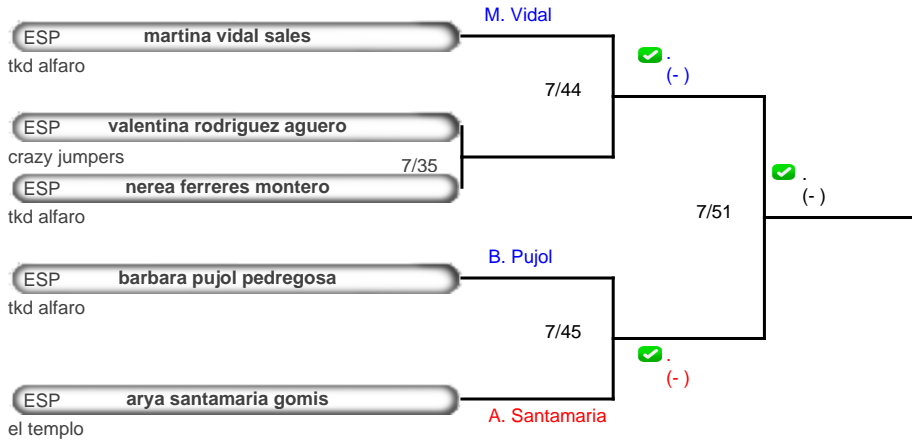 M. Vidal
ESP martina vidal sales
tkd alfaro
.
(- )
7/44
ESP valentina rodriguez aguero
crazy jumpers
7/35
ESP nerea ferreres montero
tkd alfaro
.
(- )
7/51
B. Pujol
ESP barbara pujol pedregosa
tkd alfaro
7/45
.
(- )
ESP arya santamaria gomis
A. Santamaria
el templo